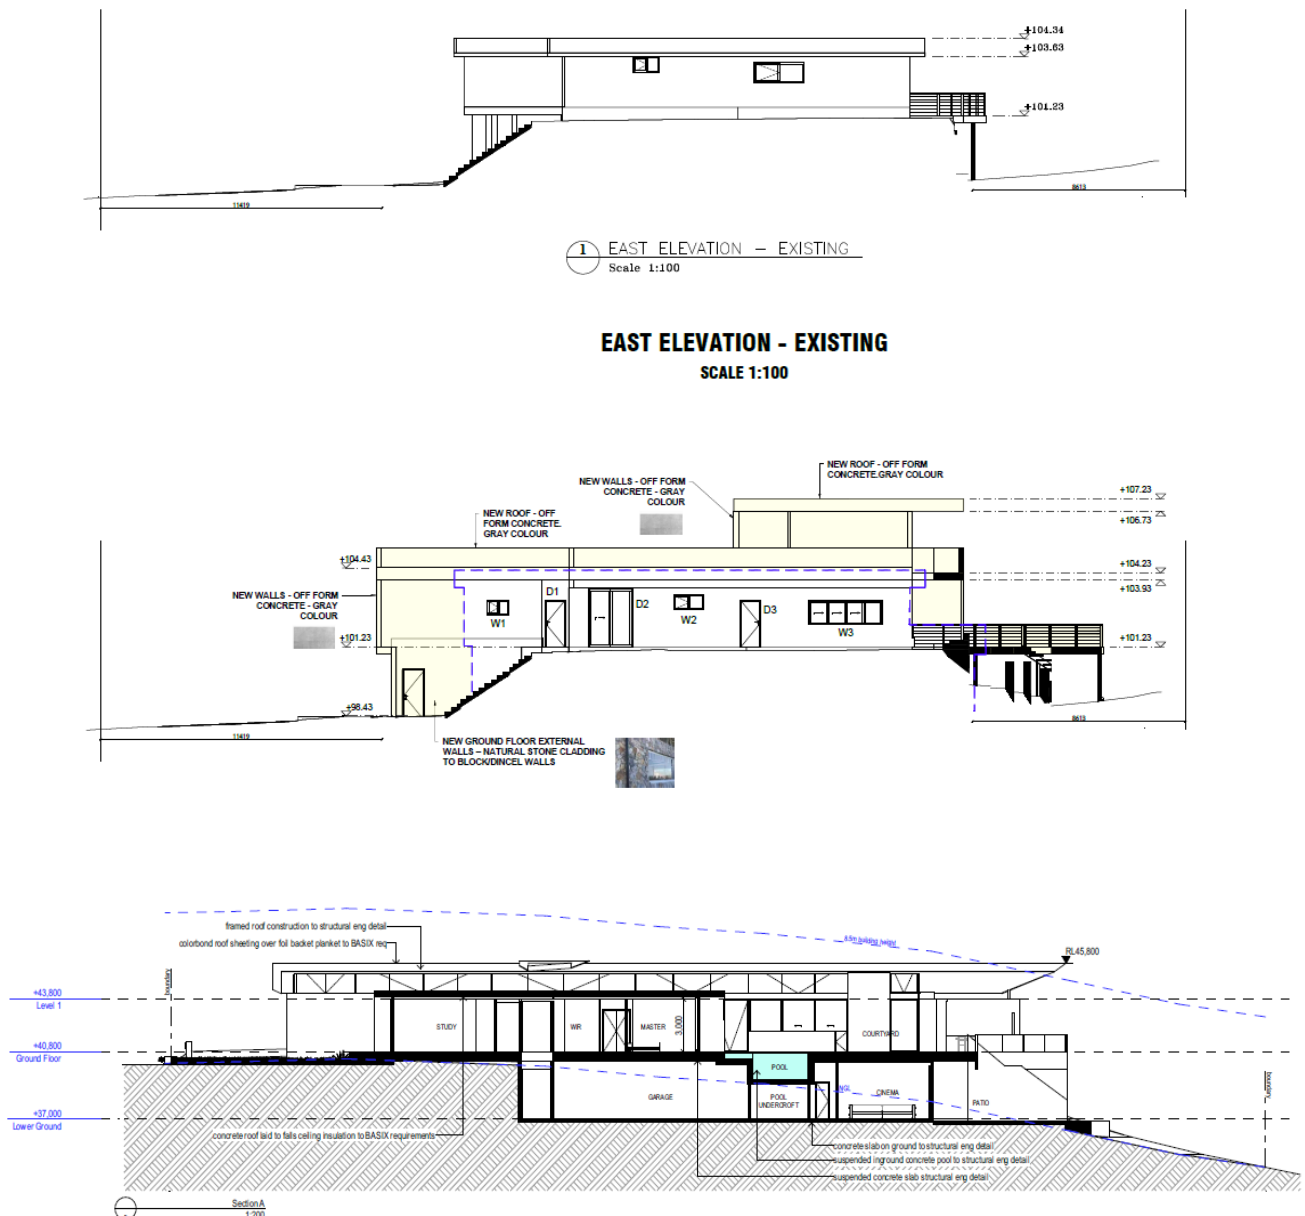 +104.34
+103.63
+101.23
11419
8613
1 EAST ELEVATION – EXISTING
Scale 1:100
EAST ELEVATION - EXISTING
SCALE 1:100
NEW ROOF - OFF FORM
CONCRETE.GRAY COLOUR
NEW WALLS - OFF FORM
CONCRETE - GRAY
COLOUR
+107.23
+106.73
NEW ROOF - OFF
FORM CONCRETE.
GRAY COLOUR
+104.43
+104.23
+103.93
NEW WALLS - OFF FORM
CONCRETE - GRAY
COLOUR
D1
D2
D3
W1
W2
W3
+101.23
+101.23
+98.43
11419
8613
NEW GROUND FLOOR EXTERNAL
WALLS – NATURAL STONE CLADDING
TO BLOCK/DINCEL WALLS
framed roof construction to structural eng detail
colorbond roof sheeting over foil backet planket to BASIX req
8.5m building height
RL45,800
boundary
+43,800
Level 1
STUDY
WIR
MASTER
3,000
COURTYARD
+40,800
Ground Floor
POOL
NGL
boundary
GARAGE
POOL
UNDERCROFT
CINEMA
PATIO
+37,000
Lower Ground
concrete roof laid to falls ceiling insulation to BASIX requirements
concrete slab on ground to structural eng detail
suspended inground concrete pool to structural eng detail
suspended concrete slab structural eng detail
Section A
1:200